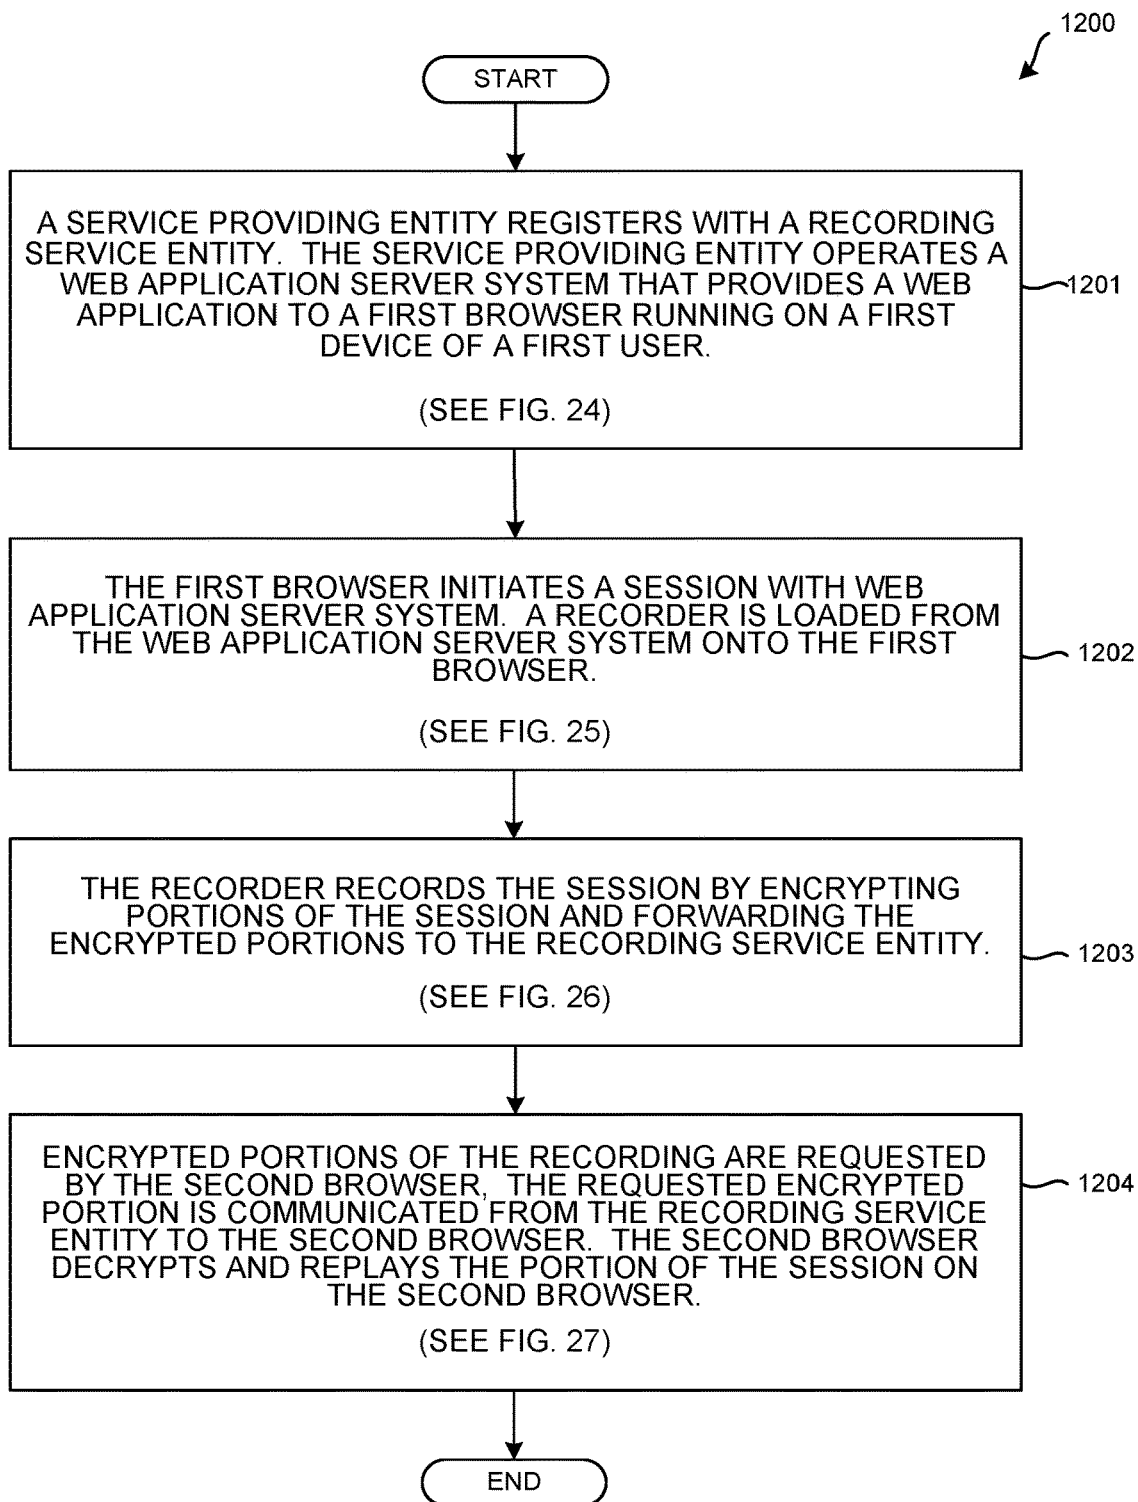 1200
START
A SERVICE PROVIDING ENTITY REGISTERS WITH A RECORDING
SERVICE ENTITY. THE SERVICE PROVIDING ENTITY OPERATES A
WEB APPLICATION SERVER SYSTEM THAT PROVIDES A WEB
APPLICATION TO A FIRST BROWSER RUNNING ON A FIRST
DEVICE OF A FIRST USER.
(SEE FIG. 24)
1201
THE FIRST BROWSER INITIATES A SESSION WITH WEB
APPLICATION SERVER SYSTEM. A RECORDER IS LOADED FROM
THE WEB APPLICATION SERVER SYSTEM ONTO THE FIRST
BROWSER.
(SEE FIG. 25)
1202
THE RECORDER RECORDS THE SESSION BY ENCRYPTING
PORTIONS OF THE SESSION AND FORWARDING THE
ENCRYPTED PORTIONS TO THE RECORDING SERVICE ENTITY.
(SEE FIG. 26)
1203
ENCRYPTED PORTIONS OF THE RECORDING ARE REQUESTED
BY THE SECOND BROWSER, THE REQUESTED ENCRYPTED
PORTION IS COMMUNICATED FROM THE RECORDING SERVICE
ENTITY TO THE SECOND BROWSER. THE SECOND BROWSER
DECRYPTS AND REPLAYS THE PORTION OF THE SESSION ON
THE SECOND BROWSER.
(SEE FIG. 27)
1204
END